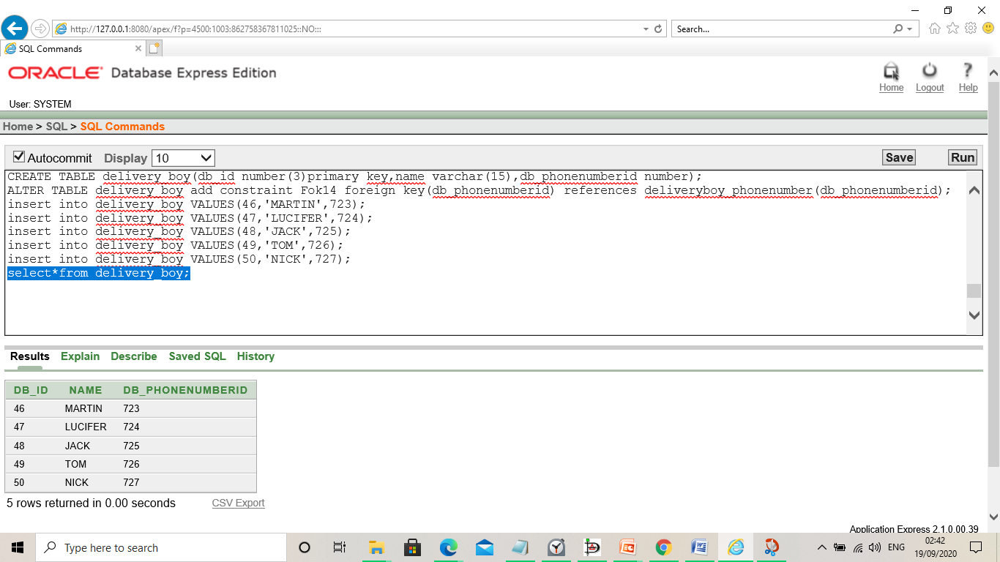 http://127.0.0.1:8080/apex/f?p=4500:1003:862758367811025::NO:::
Search...
SQL Commands
ORACLE Database Express Edition
Home Logout Help
User: SYSTEM
Home > SQL > SQL Commands
Autocommit Display 10 Save Run
CREATE TABLE delivery_boy(db_id number(3)primary key,name varchar(15),db_phonenumberid number);
ALTER TABLE delivery_boy add constraint Fok14 foreign key(db_phonenumberid) references deliveryboy_phonenumber(db_phonenumberid);
insert into delivery_boy VALUES(46,'MARTIN',723);
insert into delivery_boy VALUES(47,'LUCIFER',724);
insert into delivery_boy VALUES(48,'JACK',725);
insert into delivery_boy VALUES(49,'TOM',726);
insert into delivery_boy VALUES(50,'NICK',727);
select*from delivery_boy;
Results Explain Describe Saved SQL History
DB_ID NAME DB_PHONENUMBERID
46 MARTIN 723
47 LUCIFER 724
48 JACK 725
49 TOM 726
50 NICK 727
5 rows returned in 0.00 seconds CSV Export
Application Express 2.1.0.00.39
Type here to search
ENG
02:42
19/09/2020